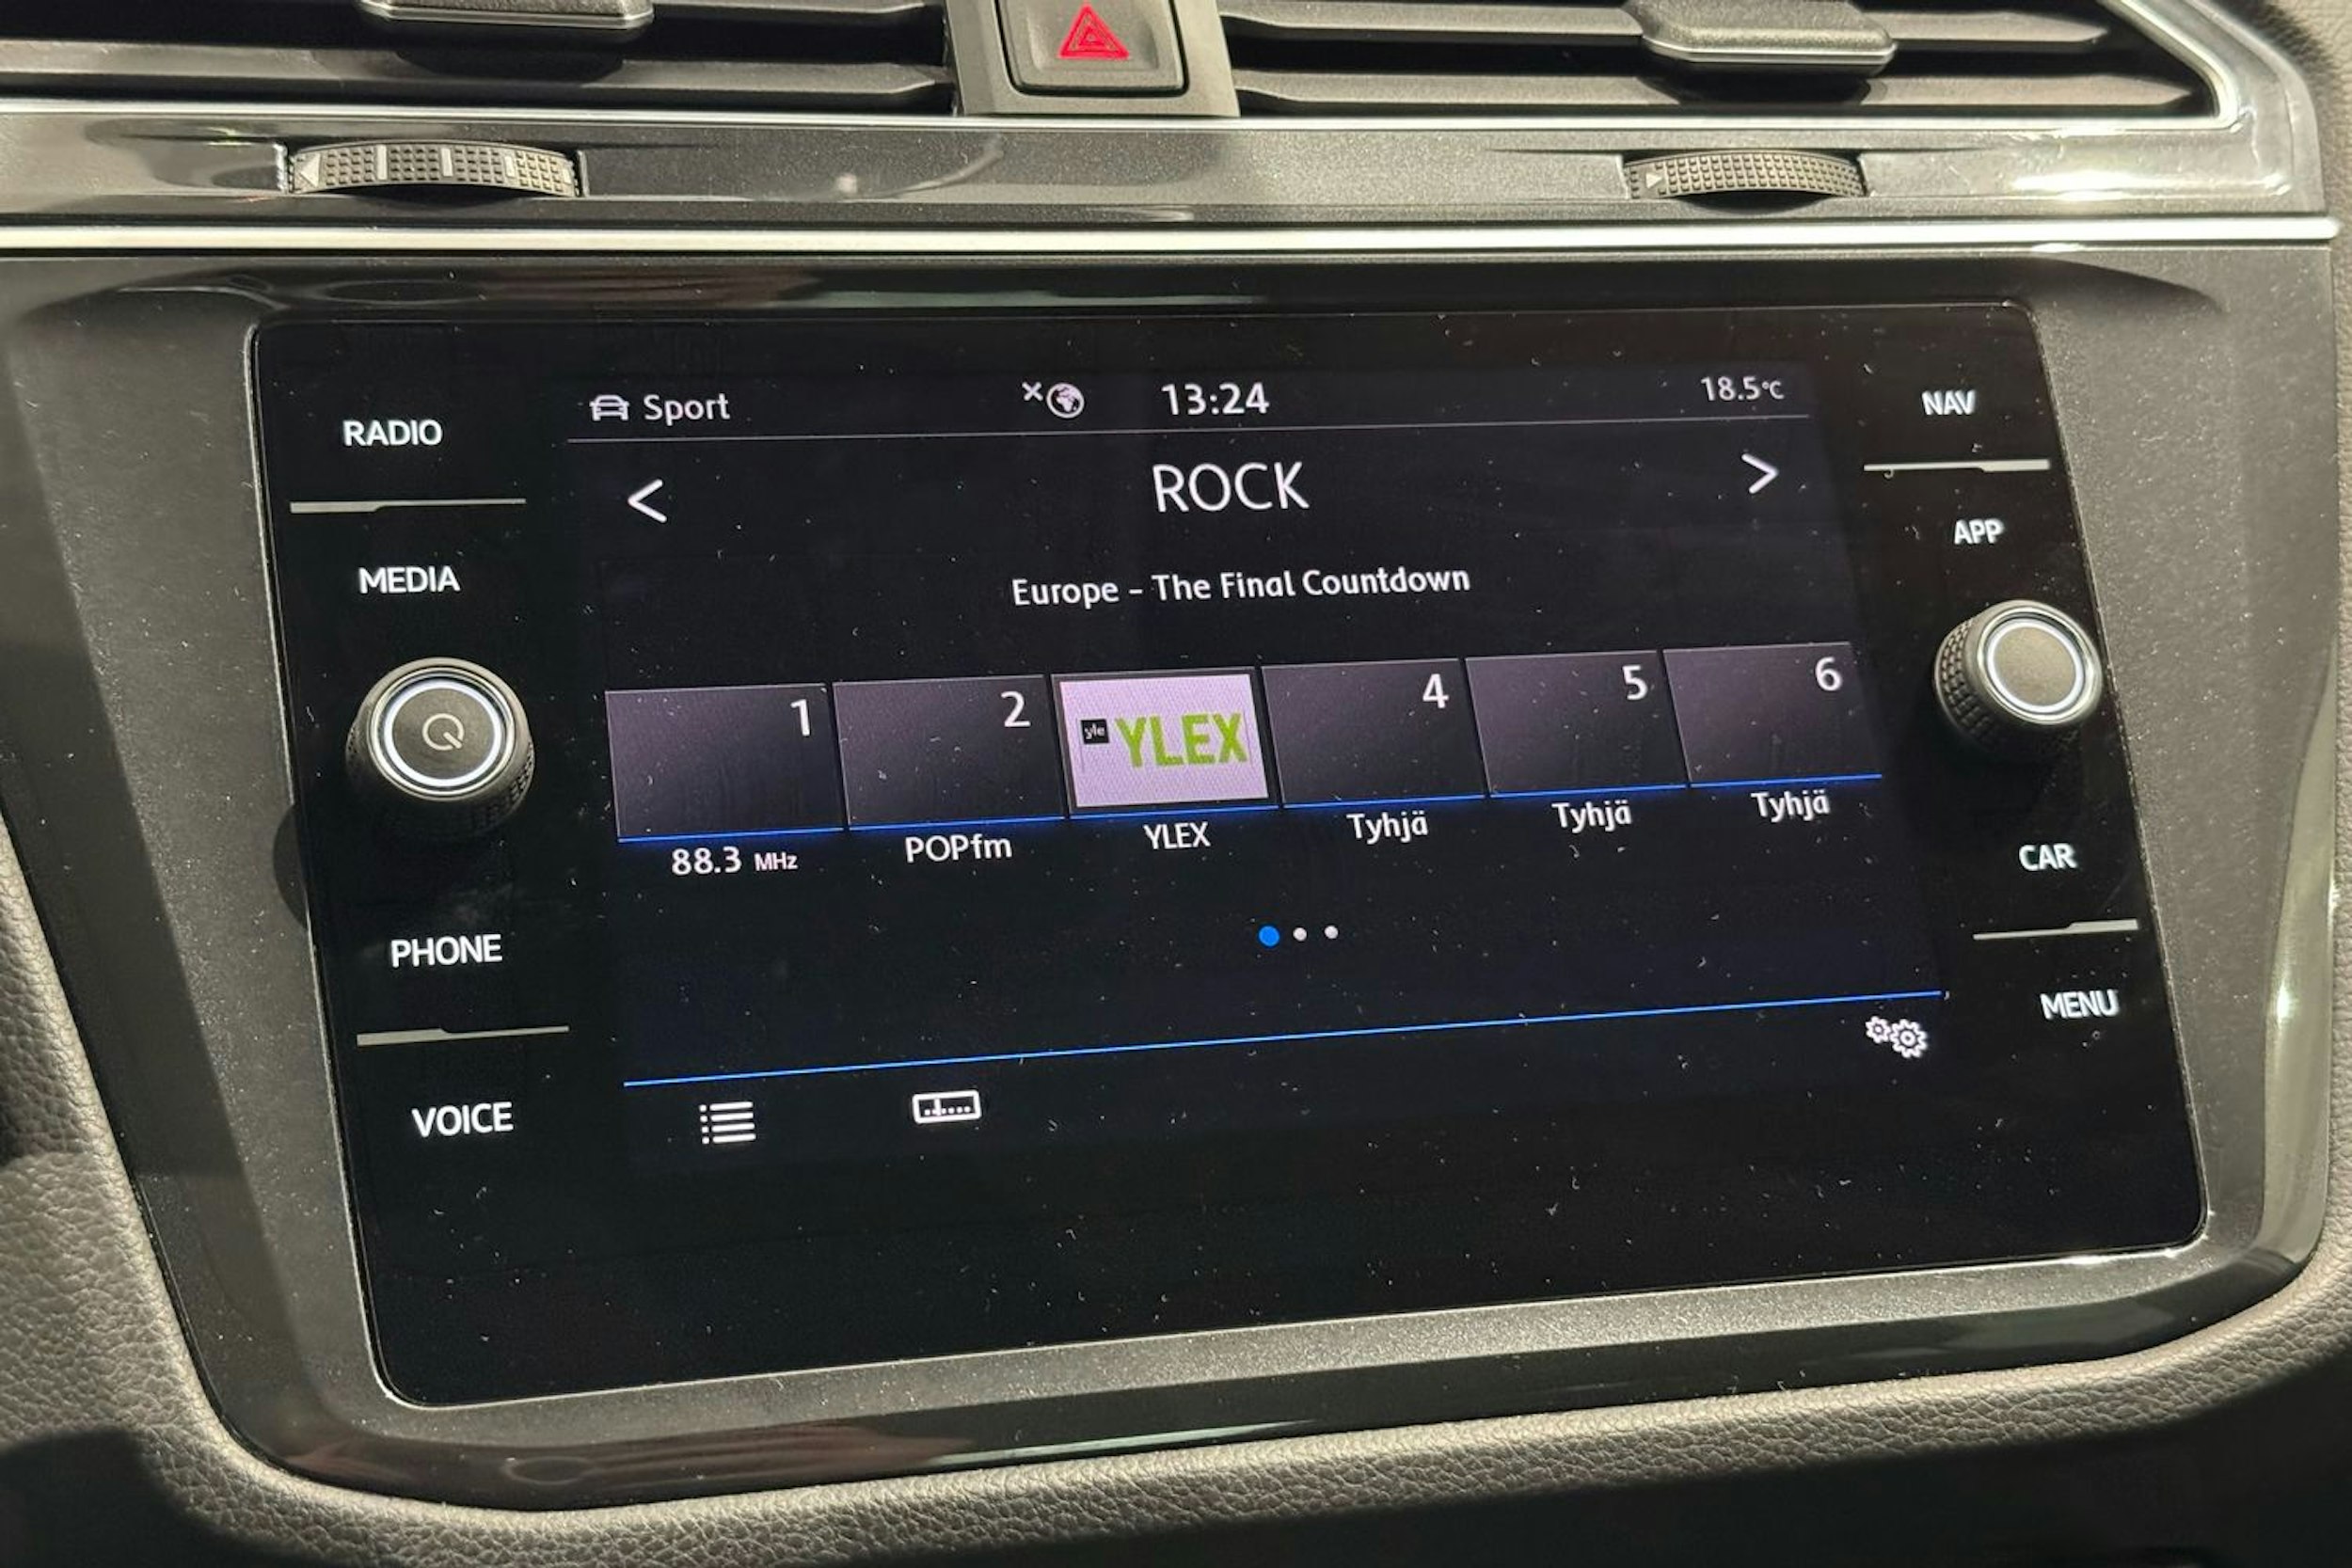 RADIO
MEDIA
PHONE
VOICE
Sport
13:24
18.5°C
ROCK
Europe - The Final Countdown
1
2
yle YLEX
4
5
6
88.3 MHz
POPfm
YLEX
Tyhjä
Tyhjä
Tyhjä
NAV
APP
CAR
MENU